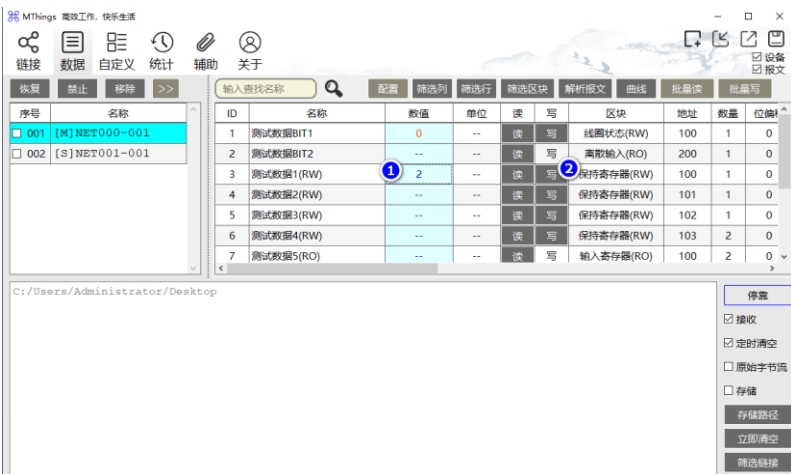 MThings 高效工作，快乐生活
链接 数据 自定义 统计 辅助 关于
设备
报文
恢复 禁止 移除 >> 输入查找名称 配置 筛选列 筛选行 筛选区块 解析报文 曲线 批量读 批量写
序号 名称
001 [M]NET000-001
002 [S]NET001-001
ID 名称 数值 单位 读 写 区块 地址 数量 位偏
1 测试数据BIT1 0 -- 读 写 线圈状态(RW) 100 1 0
2 测试数据BIT2 -- -- 读 写 离散输入(RO) 200 1 0
3 测试数据1(RW) 1 2 -- 读 写 2 保持寄存器(RW) 100 1 0
4 测试数据2(RW) -- -- 读 写 保持寄存器(RW) 101 1 0
5 测试数据3(RW) -- -- 读 写 保持寄存器(RW) 102 1 0
6 测试数据4(RW) -- -- 读 写 保持寄存器(RW) 103 2 0
7 测试数据5(RO) -- -- 读 写 输入寄存器(RO) 100 2 0
C:/Users/Administrator/Desktop
停靠
接收
定时清空
原始字节流
存储
存储路径
立即清空
筛选链接